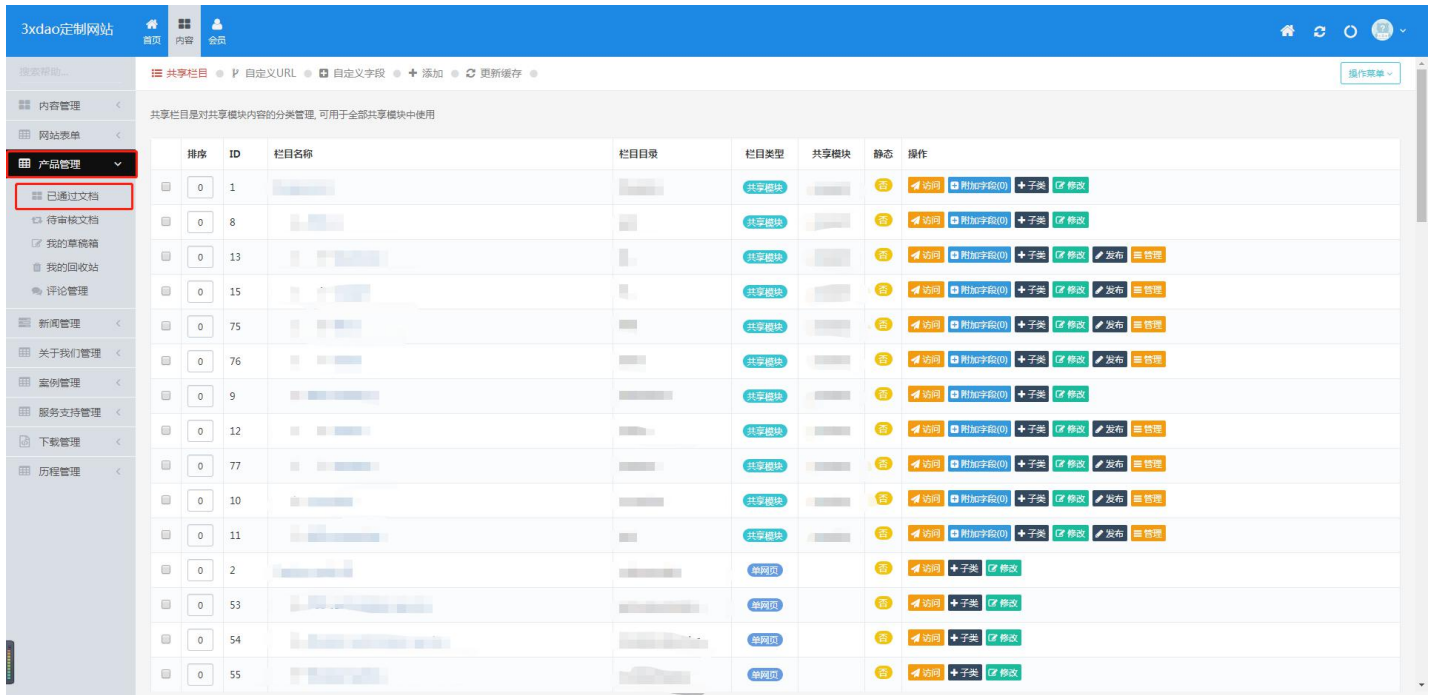 3xdao定制网站
首页 内容 会员
搜索帮助...
共享栏目 自定义URL 自定义字段 添加 更新缓存
操作菜单
内容管理
网站表单
产品管理
已通过文档
待审核文档
我的草稿箱
我的回收站
评论管理
新闻管理
关于我们管理
案例管理
服务支持管理
下载管理
历程管理
共享栏目是对共享模块内容的分类管理, 可用于全部共享模块中使用
排序 ID 栏目名称 栏目目录 栏目类型 共享模块 静态 操作
0 1 共享模块 否 访问 附加字段(0) 子类 修改
0 8 共享模块 否 访问 附加字段(0) 子类 修改
0 13 共享模块 否 访问 附加字段(0) 子类 修改 发布 管理
0 15 共享模块 否 访问 附加字段(0) 子类 修改 发布 管理
0 75 共享模块 否 访问 附加字段(0) 子类 修改 发布 管理
0 76 共享模块 否 访问 附加字段(0) 子类 修改 发布 管理
0 9 共享模块 否 访问 附加字段(0) 子类 修改
0 12 共享模块 否 访问 附加字段(0) 子类 修改 发布 管理
0 77 共享模块 否 访问 附加字段(0) 子类 修改 发布 管理
0 10 共享模块 否 访问 附加字段(0) 子类 修改 发布 管理
0 11 共享模块 否 访问 附加字段(0) 子类 修改 发布 管理
0 2 单网页 否 访问 子类 修改
0 53 单网页 否 访问 子类 修改
0 54 单网页 否 访问 子类 修改
0 55 单网页 否 访问 子类 修改